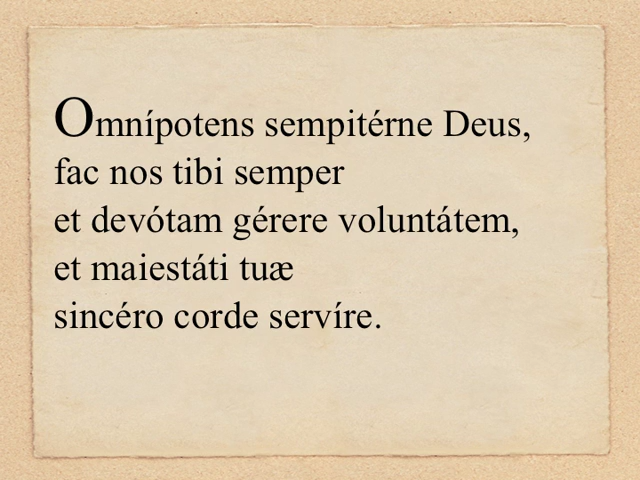 Omnípotens sempitérne Deus,
fac nos tibi semper
et devótam gérere voluntátem,
et maiestáti tuæ
sincéro corde servíre.